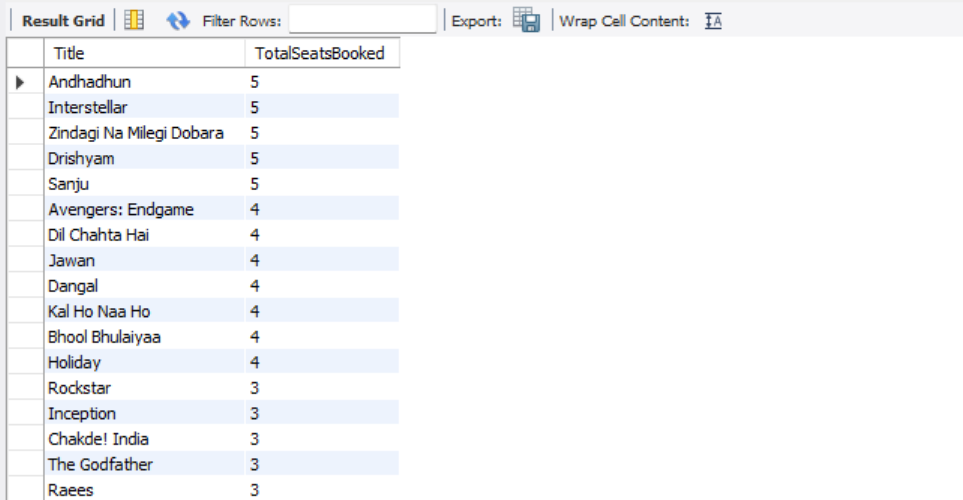 Result Grid Filter Rows: Export: Wrap Cell Content: IA
Title TotalSeatsBooked
Andhadhun 5
Interstellar 5
Zindagi Na Milegi Dobara 5
Drishyam 5
Sanju 5
Avengers: Endgame 4
Dil Chahta Hai 4
Jawan 4
Dangal 4
Kal Ho Naa Ho 4
Bhool Bhulaiyaa 4
Holiday 4
Rockstar 3
Inception 3
Chakde! India 3
The Godfather 3
Raees 3